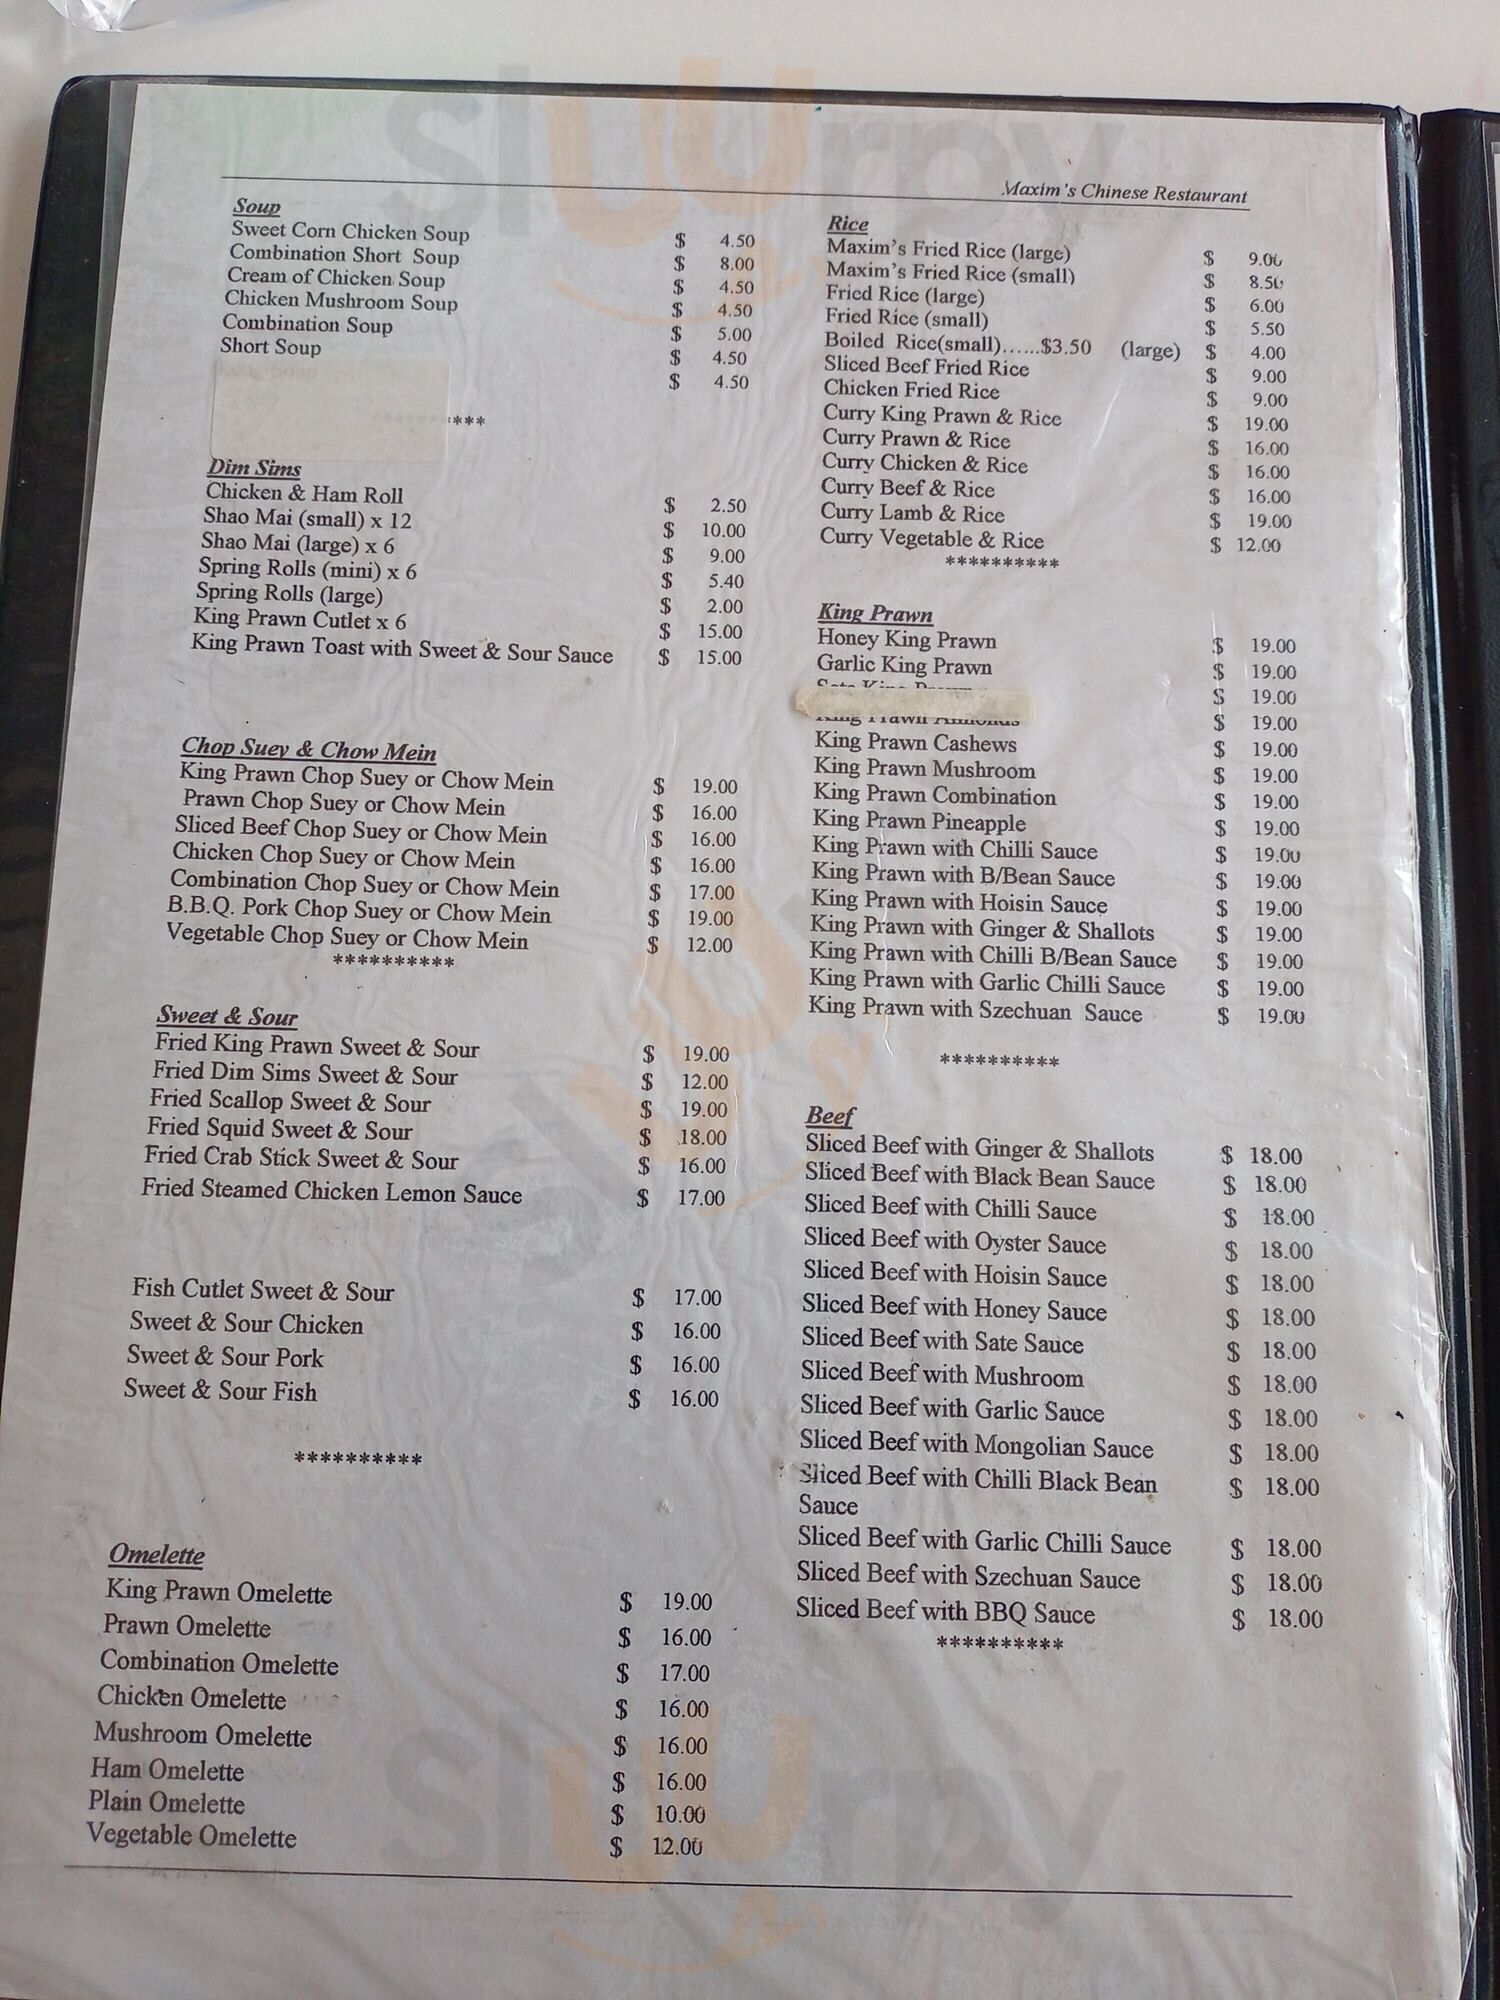 Maxim's Chinese Restaurant
Soup
Sweet Corn Chicken Soup $ 4.50
Combination Short Soup $ 8.00
Cream of Chicken Soup $ 4.50
Chicken Mushroom Soup $ 4.50
Combination Soup $ 5.00
Short Soup $ 4.50
$ 4.50
***
Dim Sims
Chicken & Ham Roll $ 2.50
Shao Mai (small) x 12 $ 10.00
Shao Mai (large) x 6 $ 9.00
Spring Rolls (mini) x 6 $ 5.40
Spring Rolls (large) $ 2.00
King Prawn Cutlet x 6 $ 15.00
King Prawn Toast with Sweet & Sour Sauce $ 15.00
Chop Suey & Chow Mein
King Prawn Chop Suey or Chow Mein $ 19.00
Prawn Chop Suey or Chow Mein $ 16.00
Sliced Beef Chop Suey or Chow Mein $ 16.00
Chicken Chop Suey or Chow Mein $ 16.00
Combination Chop Suey or Chow Mein $ 17.00
B.B.Q. Pork Chop Suey or Chow Mein $ 19.00
Vegetable Chop Suey or Chow Mein $ 12.00
**********
Sweet & Sour
Fried King Prawn Sweet & Sour $ 19.00
Fried Dim Sims Sweet & Sour $ 12.00
Fried Scallop Sweet & Sour $ 19.00
Fried Squid Sweet & Sour $ 18.00
Fried Crab Stick Sweet & Sour $ 16.00
Fried Steamed Chicken Lemon Sauce $ 17.00
Fish Cutlet Sweet & Sour $ 17.00
Sweet & Sour Chicken $ 16.00
Sweet & Sour Pork $ 16.00
Sweet & Sour Fish $ 16.00
**********
Omelette
King Prawn Omelette $ 19.00
Prawn Omelette $ 16.00
Combination Omelette $ 17.00
Chicken Omelette $ 16.00
Mushroom Omelette $ 16.00
Ham Omelette $ 16.00
Plain Omelette $ 10.00
Vegetable Omelette $ 12.00
Rice
Maxim's Fried Rice (large) $ 9.00
Maxim's Fried Rice (small) $ 8.50
Fried Rice (large) $ 6.00
Fried Rice (small) $ 5.50
Boiled Rice(small)......$3.50 (large) $ 4.00
Sliced Beef Fried Rice $ 9.00
Chicken Fried Rice $ 9.00
Curry King Prawn & Rice $ 19.00
Curry Prawn & Rice $ 16.00
Curry Chicken & Rice $ 16.00
Curry Beef & Rice $ 16.00
Curry Lamb & Rice $ 19.00
Curry Vegetable & Rice $ 12.00
**********
King Prawn
Honey King Prawn $ 19.00
Garlic King Prawn $ 19.00
Sate King Prawn $ 19.00
King Prawn Almonds $ 19.00
King Prawn Cashews $ 19.00
King Prawn Mushroom $ 19.00
King Prawn Combination $ 19.00
King Prawn Pineapple $ 19.00
King Prawn with Chilli Sauce $ 19.00
King Prawn with B/Bean Sauce $ 19.00
King Prawn with Hoisin Sauce $ 19.00
King Prawn with Ginger & Shallots $ 19.00
King Prawn with Chilli B/Bean Sauce $ 19.00
King Prawn with Garlic Chilli Sauce $ 19.00
King Prawn with Szechuan Sauce $ 19.00
**********
Beef
Sliced Beef with Ginger & Shallots $ 18.00
Sliced Beef with Black Bean Sauce $ 18.00
Sliced Beef with Chilli Sauce $ 18.00
Sliced Beef with Oyster Sauce $ 18.00
Sliced Beef with Hoisin Sauce $ 18.00
Sliced Beef with Honey Sauce $ 18.00
Sliced Beef with Sate Sauce $ 18.00
Sliced Beef with Mushroom $ 18.00
Sliced Beef with Garlic Sauce $ 18.00
Sliced Beef with Mongolian Sauce $ 18.00
Sliced Beef with Chilli Black Bean $ 18.00
Sauce
Sliced Beef with Garlic Chilli Sauce $ 18.00
Sliced Beef with Szechuan Sauce $ 18.00
Sliced Beef with BBQ Sauce $ 18.00
**********
slurpy
slurpy
slurpy